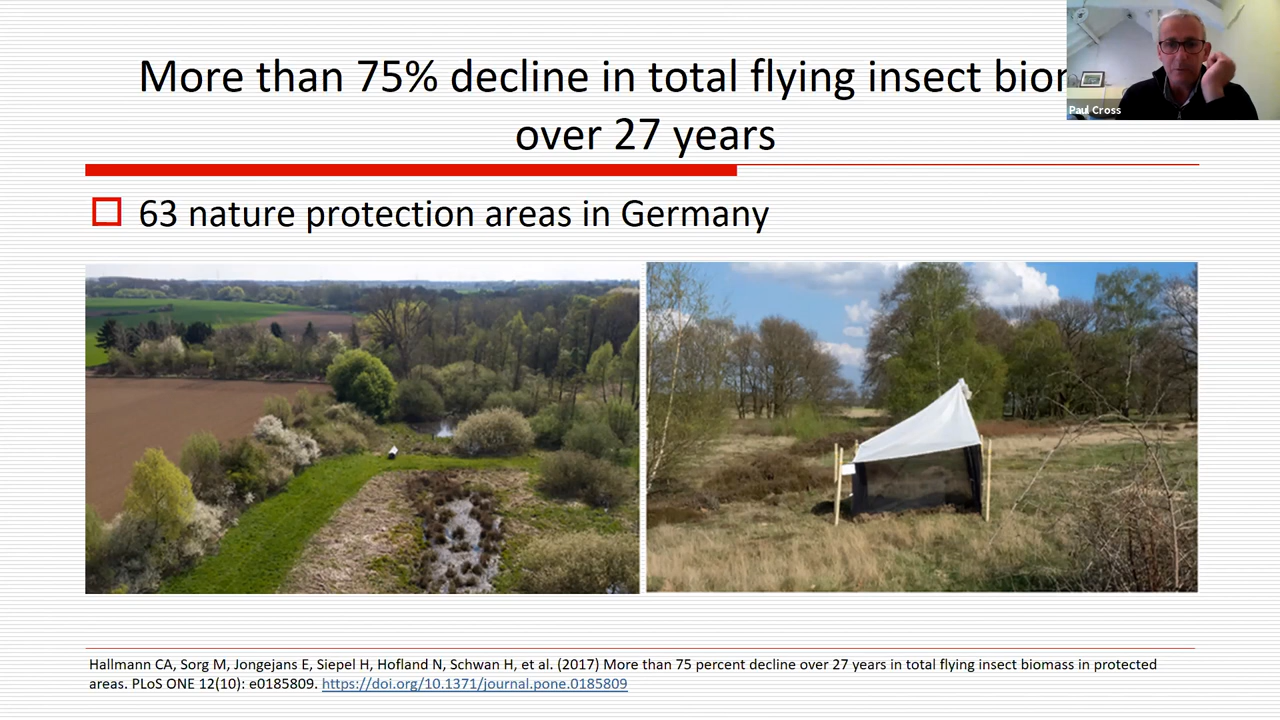 More than 75% decline in total flying insect
over 27 years
Paul Cross
63 nature protection areas in Germany
Hallmann CA, Sorg M, Jongejans E, Siepel H, Hofland N, Schwan H, et al. (2017) More than 75 percent decline over 27 years in total flying insect biomass in protected
areas. PLoS ONE 12(10): e0185809. https://doi.org/10.1371/journal.pone.0185809